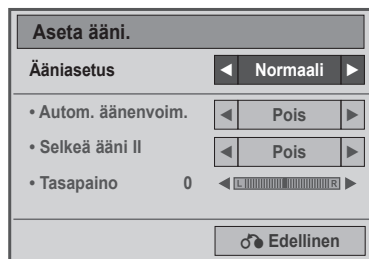 Aseta ääni.
Ääniasetus ◄ Normaali ►
• Autom. äänenvoim. ◄ Pois ►
• Selkeä ääni II ◄ Pois ►
• Tasapaino 0 ◄ L R ►
Edellinen